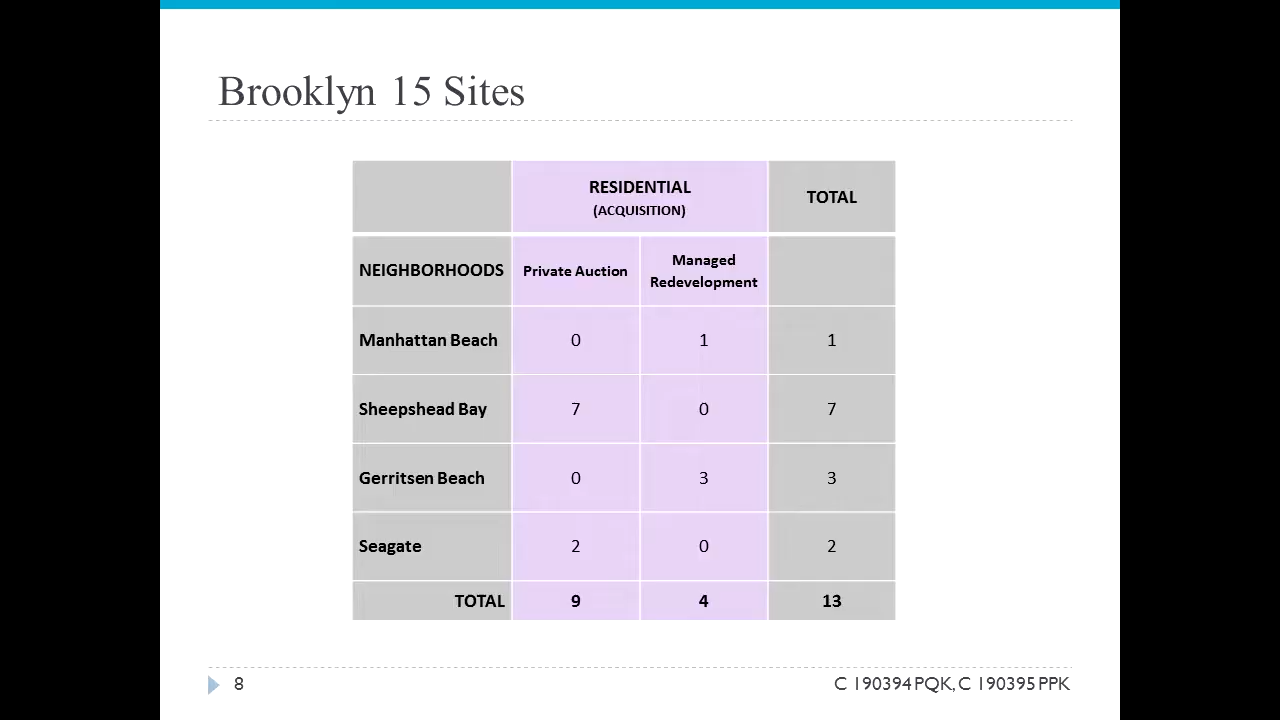 Brooklyn 15 Sites
RESIDENTIAL
(ACQUISITION)
TOTAL
NEIGHBORHOODS
Private Auction
Managed
Redevelopment
Manhattan Beach 0 1 1
Sheepshead Bay 7 0 7
Gerritsen Beach 0 3 3
Seagate 2 0 2
TOTAL 9 4 13
8
C 190394 PQK, C 190395 PPK